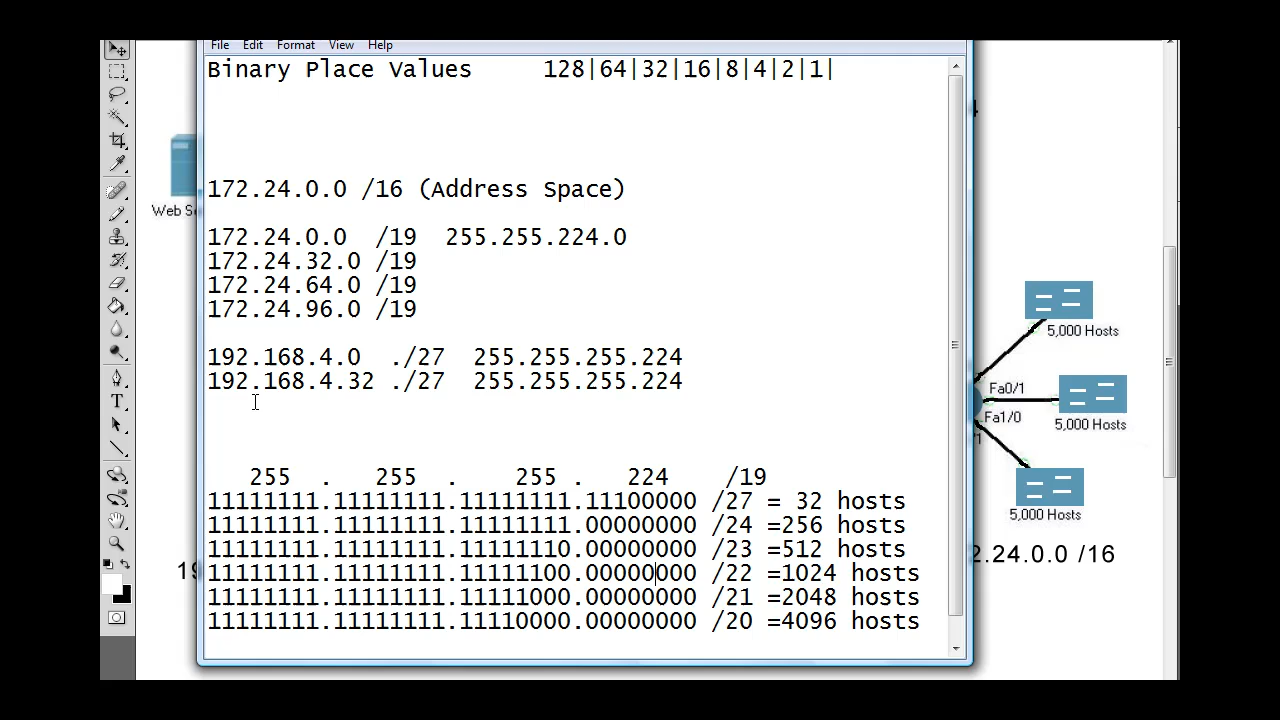 File Edit Format View Help
Binary Place Values 128|64|32|16|8|4|2|1|
172.24.0.0 /16 (Address Space)
172.24.0.0 /19 255.255.224.0
172.24.32.0 /19
172.24.64.0 /19
172.24.96.0 /19
192.168.4.0 ./27 255.255.255.224
192.168.4.32 ./27 255.255.255.224
255 . 255 . 255 . 224 /19
11111111.11111111.11111111.11100000 /27 = 32 hosts
11111111.11111111.11111111.00000000 /24 =256 hosts
11111111.11111111.11111110.00000000 /23 =512 hosts
11111111.11111111.11111100.00000000 /22 =1024 hosts
11111111.11111111.11111000.00000000 /21 =2048 hosts
11111111.11111111.11110000.00000000 /20 =4096 hosts
Web Se
19
4
5,000 Hosts
Fa0/1
5,000 Hosts
Fa1/0
/1
5,000 Hosts
2.24.0.0 /16